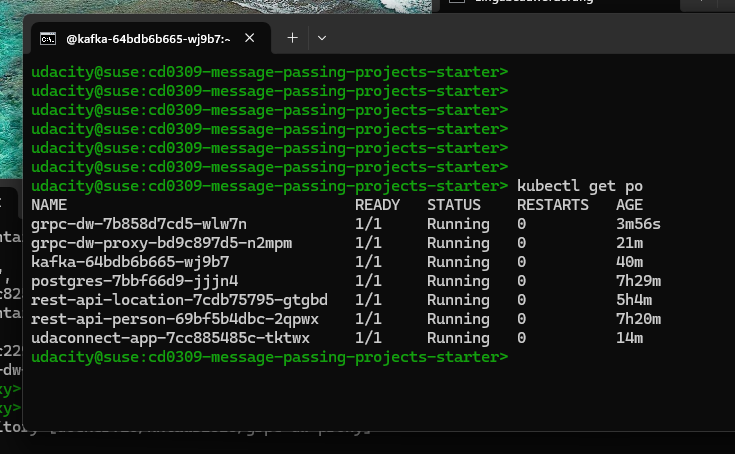 @kafka-64bdb6b665-wj9b7:~
udacity@suse:cd0309-message-passing-projects-starter>
udacity@suse:cd0309-message-passing-projects-starter>
udacity@suse:cd0309-message-passing-projects-starter>
udacity@suse:cd0309-message-passing-projects-starter>
udacity@suse:cd0309-message-passing-projects-starter>
udacity@suse:cd0309-message-passing-projects-starter>
udacity@suse:cd0309-message-passing-projects-starter> kubectl get po
NAME READY STATUS RESTARTS AGE
grpc-dw-7b858d7cd5-wlw7n 1/1 Running 0 3m56s
grpc-dw-proxy-bd9c897d5-n2mpm 1/1 Running 0 21m
kafka-64bdb6b665-wj9b7 1/1 Running 0 40m
postgres-7bbf66d9-jjjn4 1/1 Running 0 7h29m
rest-api-location-7cdb75795-gtgbd 1/1 Running 0 5h4m
rest-api-person-69bf5b4dbc-2qpwx 1/1 Running 0 7h20m
udaconnect-app-7cc885485c-tktwx 1/1 Running 0 14m
udacity@suse:cd0309-message-passing-projects-starter>